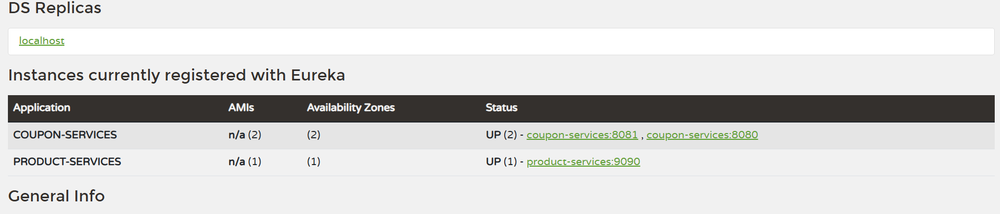 DS Replicas
localhost
Instances currently registered with Eureka
Application AMIs Availability Zones Status
COUPON-SERVICES n/a (2) (2) UP (2) - coupon-services:8081 , coupon-services:8080
PRODUCT-SERVICES n/a (1) (1) UP (1) - product-services:9090
General Info